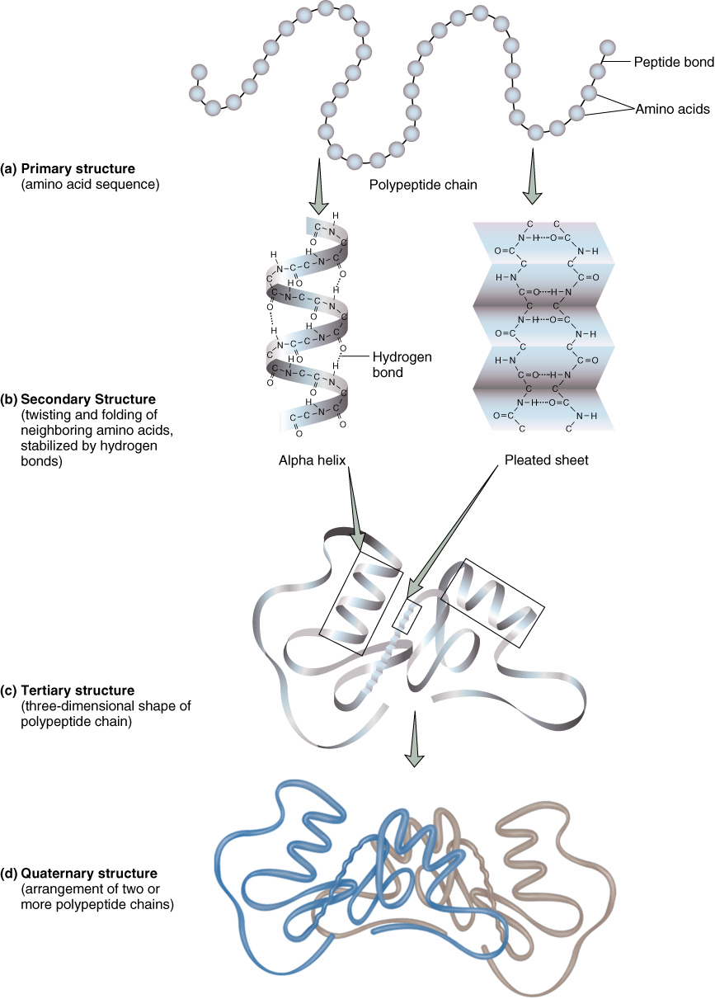 Peptide bond
Amino acids
(a) Primary structure
(amino acid sequence)
Polypeptide chain
Hydrogen
bond
(b) Secondary Structure
(twisting and folding of
neighboring amino acids,
stabilized by hydrogen
bonds)
Alpha helix
Pleated sheet
(c) Tertiary structure
(three-dimensional shape of
polypeptide chain)
(d) Quaternary structure
(arrangement of two or
more polypeptide chains)